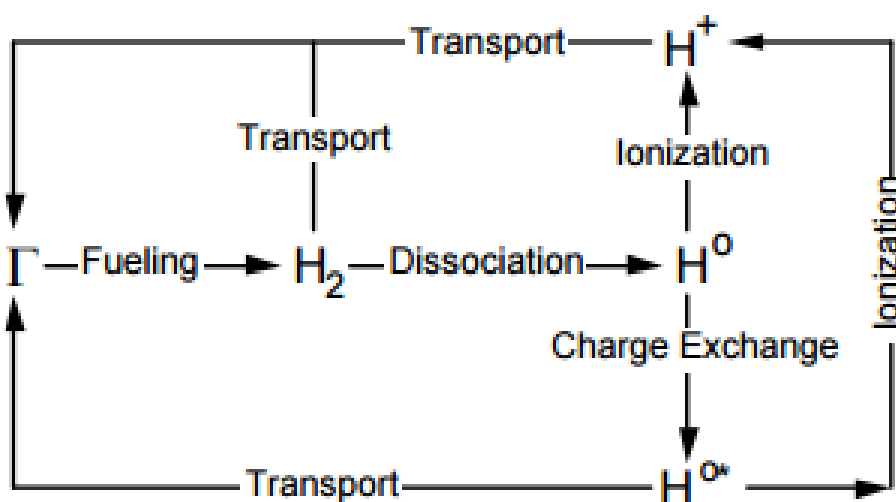 Transport H⁺
Transport Ionization
Γ Fueling H₂ Dissociation H⁰ Ionization
Charge Exchange
Transport H⁰*